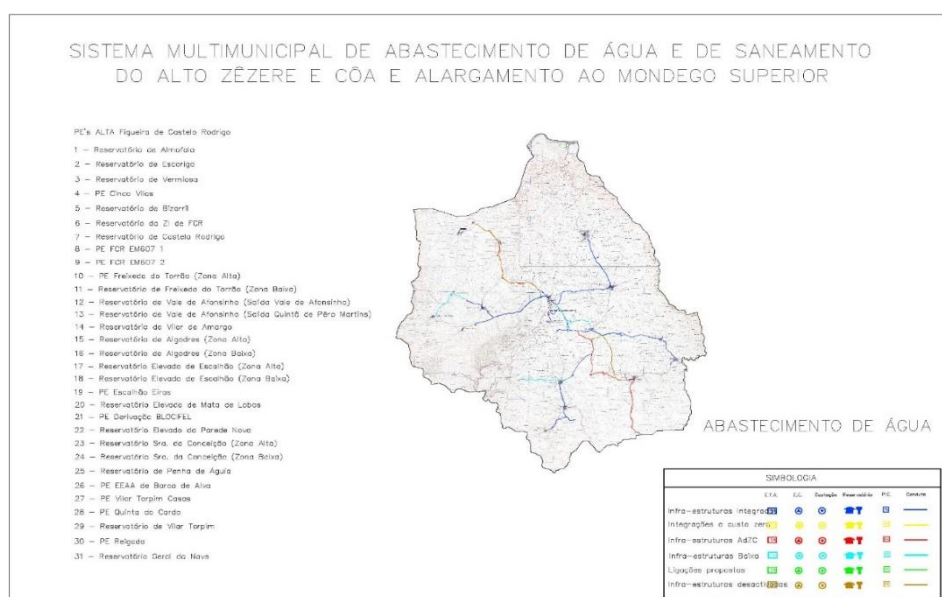 SISTEMA MULTIMUNICIPAL DE ABASTECIMENTO DE ÁGUA E DE SANEAMENTO
DO ALTO ZÊZERE E CÔA E ALARGAMENTO AO MONDEGO SUPERIOR
PE's ALTA Figueira de Castelo Rodrigo
1 – Reservatório de Almofala
2 – Reservatório de Escarigo
3 – Reservatório de Vermiosa
4 – PE Cinco Vilas
5 – Reservatório de Bizarril
6 – Reservatório da ZI de FCR
7 – Reservatório de Castelo Rodrigo
8 – PE FCR EM607 1
9 – PE FCR EM607 2
10 – PE Freixeda do Torrão (Zona Alta)
11 – Reservatório de Freixeda do Torrão (Zona Baixa)
12 – Reservatório de Vale de Afonsinho (Saída Vale de Afonsinho)
13 – Reservatório de Vale de Afonsinho (Saída Quintã de Pêro Martins)
14 – Reservatório de Vilar de Amargo
15 – Reservatório de Algodres (Zona Alta)
16 – Reservatório de Algodres (Zona Baixa)
17 – Reservatório Elevado de Escalhão (Zona Alta)
18 – Reservatório Elevado de Escalhão (Zona Baixa)
19 – PE Escalhão Eiras
20 – Reservatório Elevado de Mata de Lobos
21 – PE Derivação BLOCIFEL
22 – Reservatório Elevado da Parede Nova
23 – Reservatório Sra. da Conceição (Zona Alta)
24 – Reservatório Sra. da Conceição (Zona Baixa)
25 – Reservatório de Penha de Águia
26 – PE EEAA de Barca de Alva
27 – PE Vilar Torpim Casas
28 – PE Quinta do Cardo
29 – Reservatório de Vilar Torpim
30 – PE Reigada
31 – Reservatório Geral da Nave
ABASTECIMENTO DE ÁGUA
SIMBOLOGIA
E.T.A. E.E. Captação Reservatório P.E. Conduta
Infra-estruturas Integradas
Integrações a custo zero
Infra-estruturas AdZC
Infra-estruturas Baixa
Ligações propostas
Infra-estruturas desactivadas